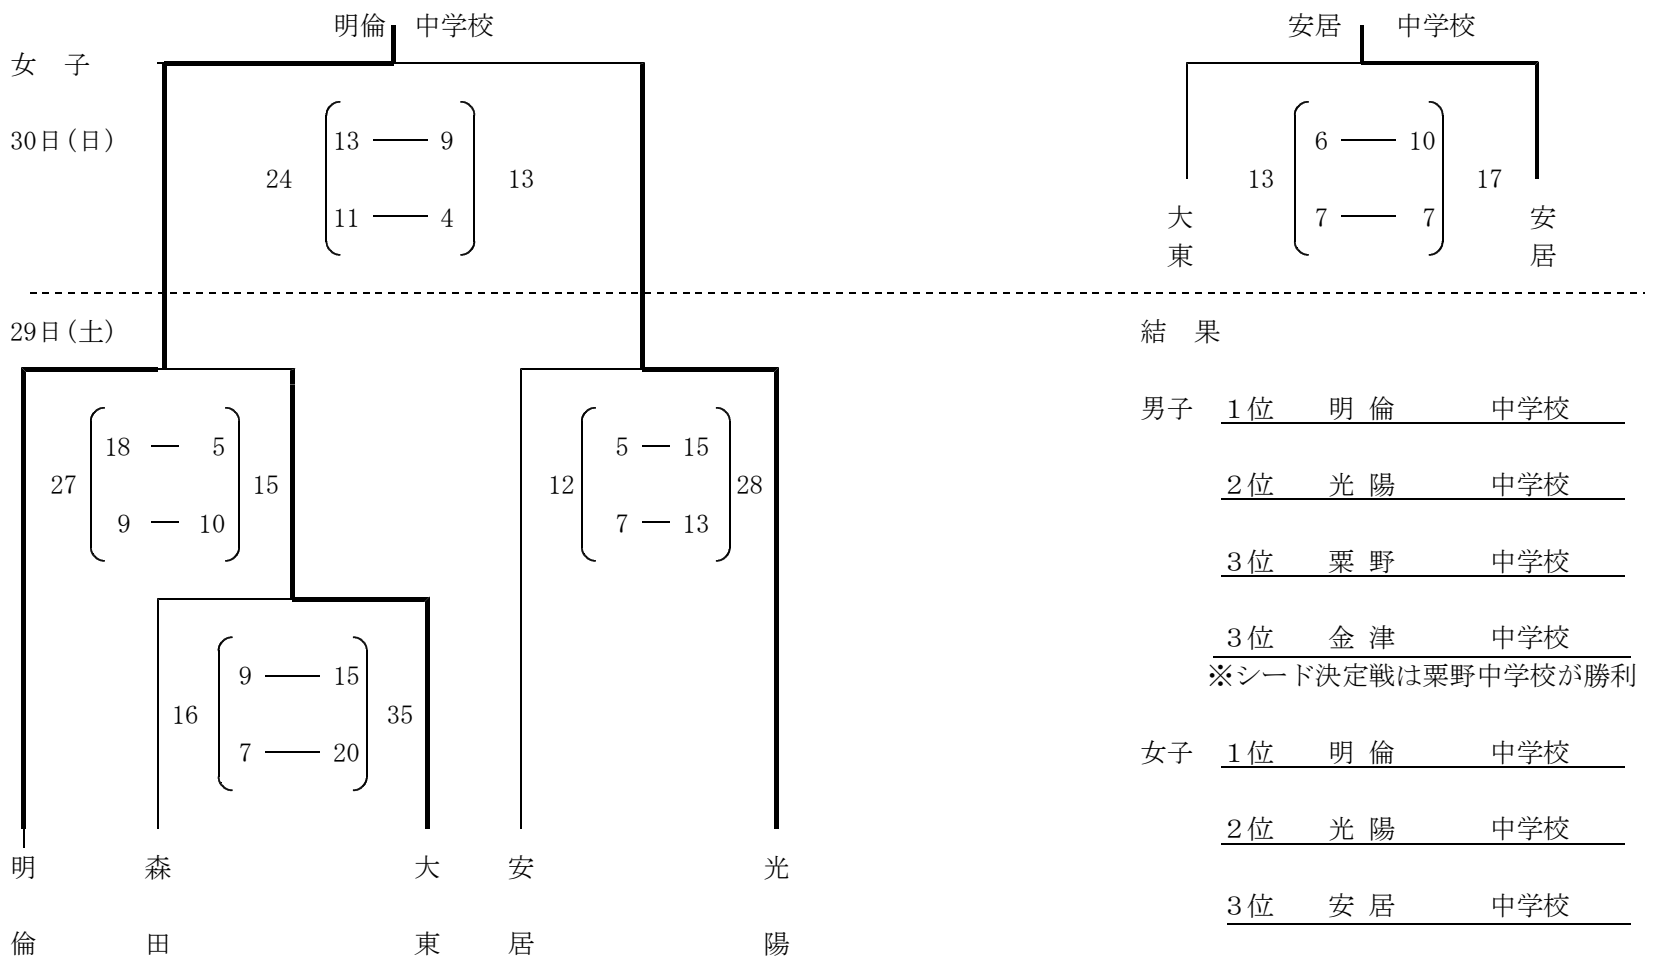 明倫 中学校
安居 中学校
女 子
30日(日)
13 9
24 13
11 4
6 10
13 17
7 7
大東
安居
29日(土)
18 5
27 15
9 10
5 15
12 28
7 13
9 15
16 35
7 20
明倫
森田
大東
安居
光陽
結 果
男子 1位 明 倫 中学校
2位 光 陽 中学校
3位 粟 野 中学校
3位 金 津 中学校
※シード決定戦は粟野中学校が勝利
女子 1位 明 倫 中学校
2位 光 陽 中学校
3位 安 居 中学校